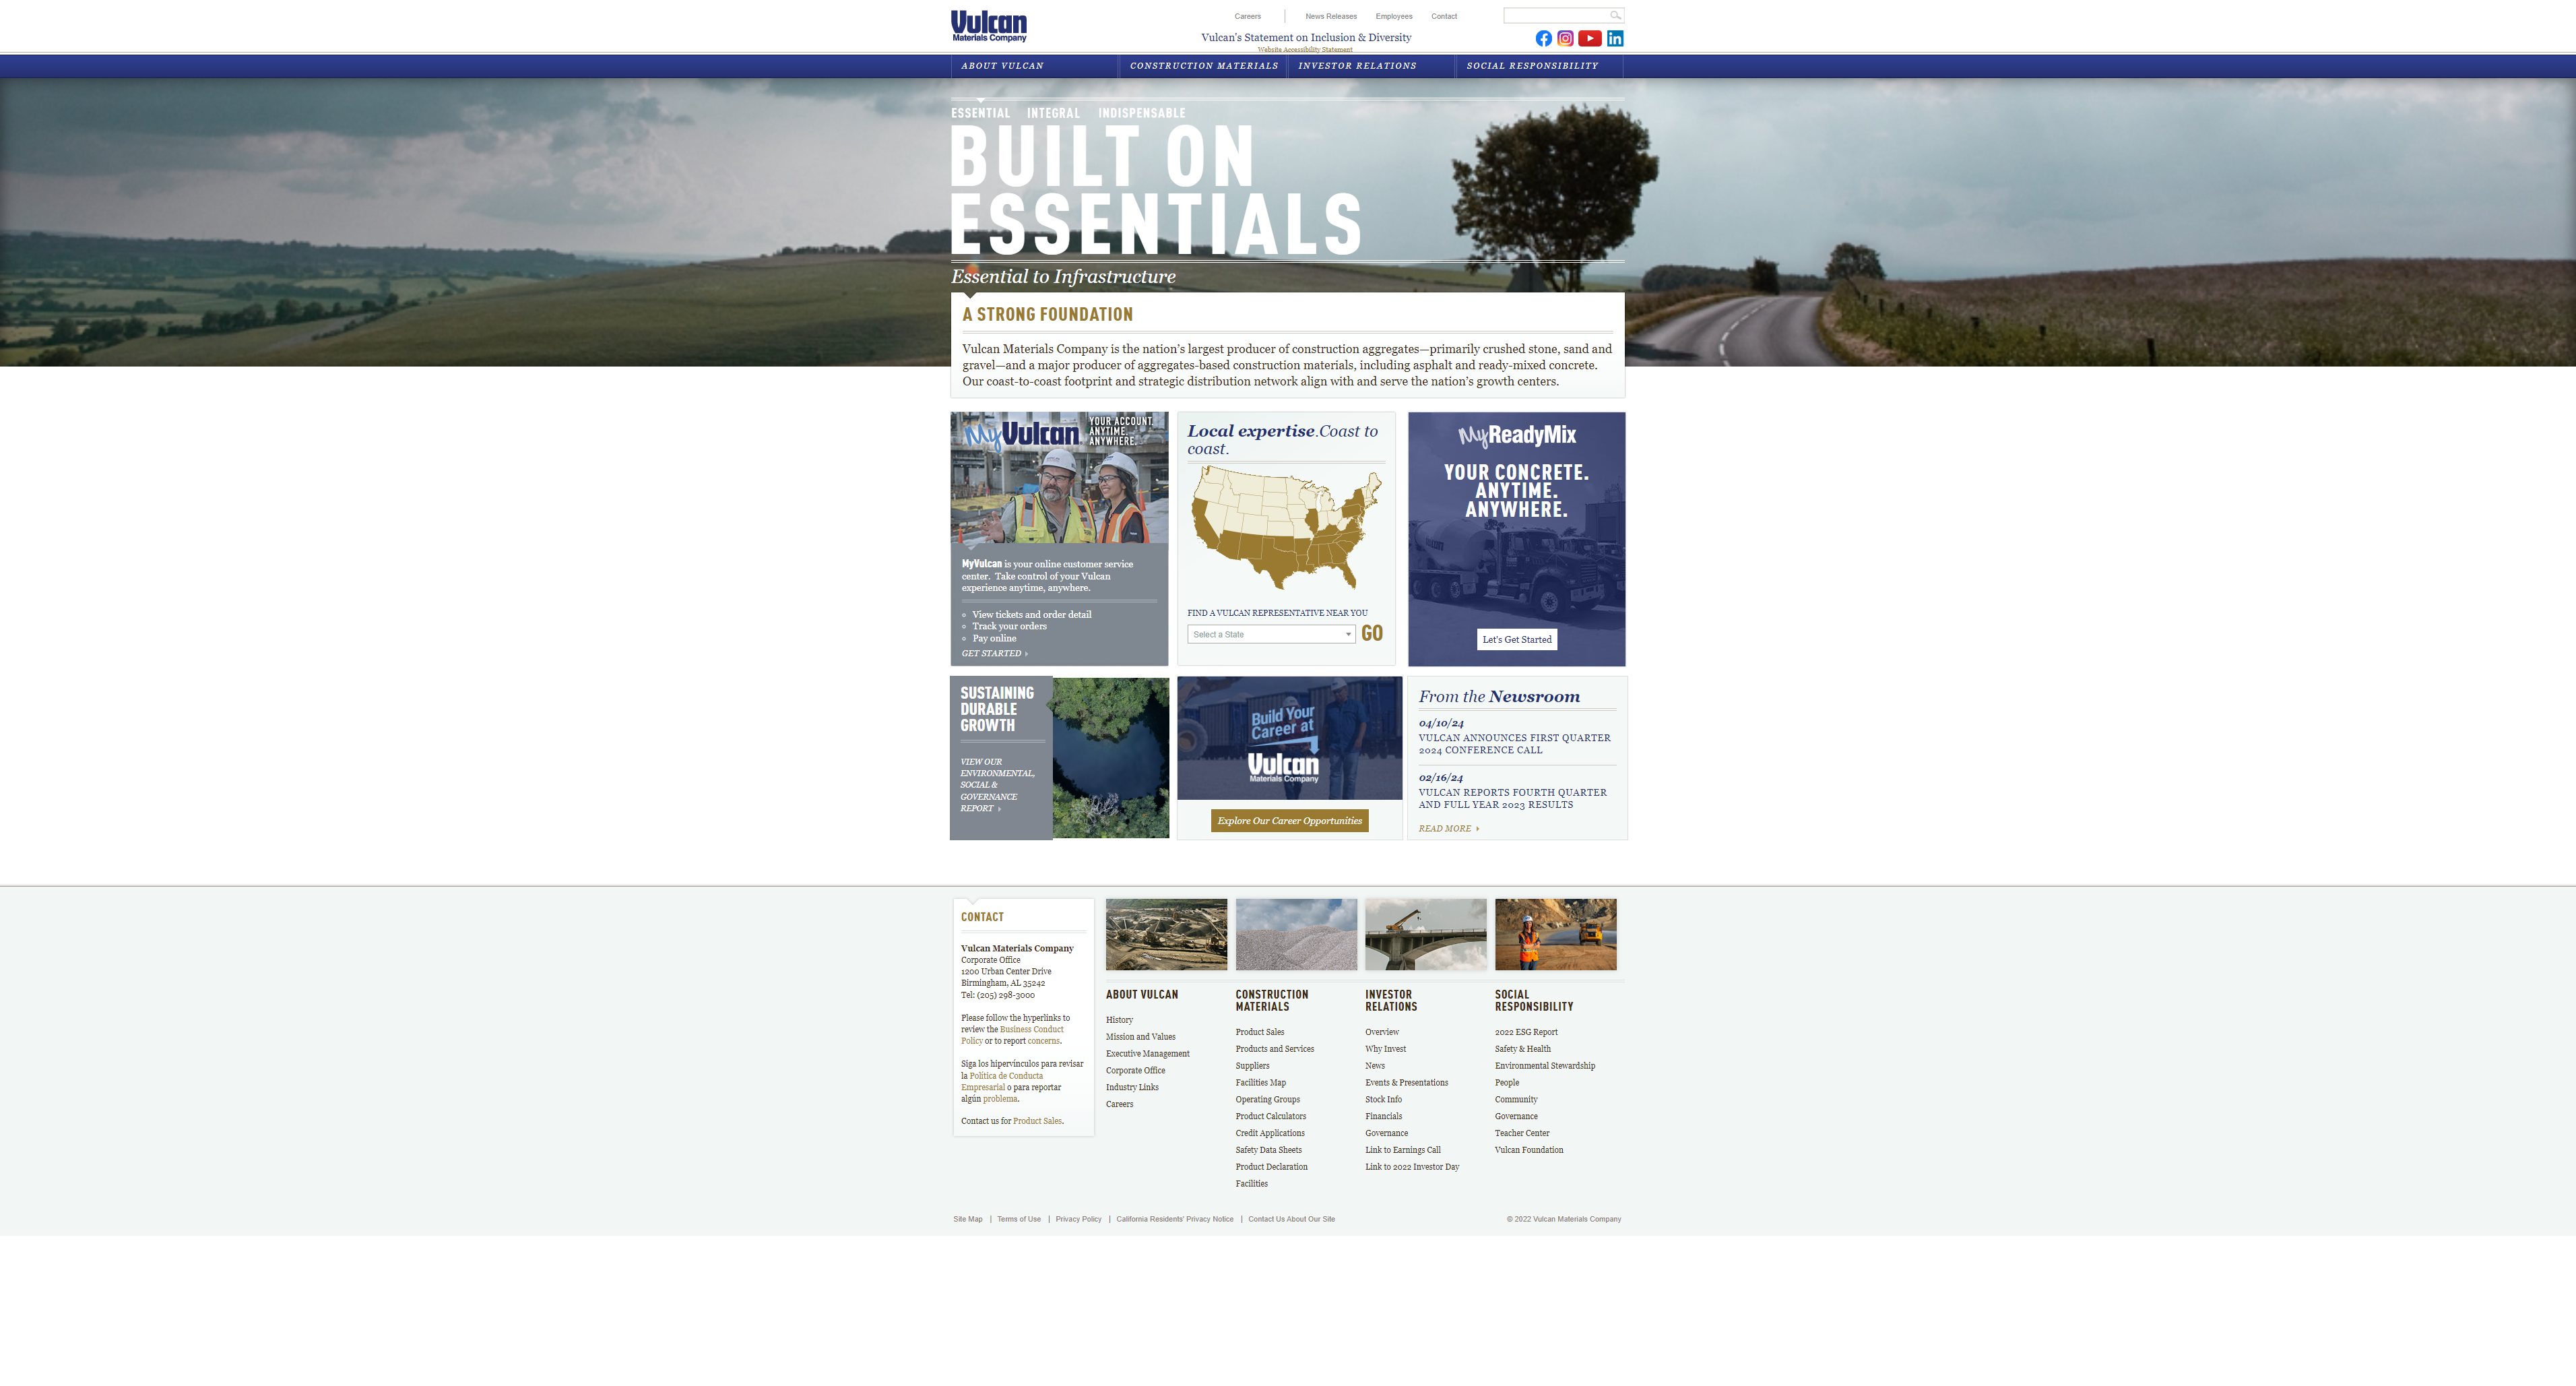 Vulcan
Materials Company
Careers
News Releases
Employees
Contact
Vulcan's Statement on Inclusion & Diversity
Website Accessibility Statement
ABOUT VULCAN
CONSTRUCTION MATERIALS
INVESTOR RELATIONS
SOCIAL RESPONSIBILITY
ESSENTIAL INTEGRAL INDISPENSABLE
BUILT ON
ESSENTIALS
Essential to Infrastructure
A STRONG FOUNDATION
Vulcan Materials Company is the nation's largest producer of construction aggregates—primarily crushed stone, sand and
gravel—and a major producer of aggregates-based construction materials, including asphalt and ready-mixed concrete.
Our coast-to-coast footprint and strategic distribution network align with and serve the nation's growth centers.
MyVulcan
YOUR ACCOUNT.
ANYTIME.
ANYWHERE.
MyVulcan is your online customer service
center. Take control of your Vulcan
experience anytime, anywhere.
View tickets and order detail
Track your orders
Pay online
GET STARTED
Local expertise.Coast to
coast.
FIND A VULCAN REPRESENTATIVE NEAR YOU
Select a State
GO
MyReadyMix
YOUR CONCRETE.
ANYTIME.
ANYWHERE.
Let's Get Started
SUSTAINING
DURABLE
GROWTH
VIEW OUR
ENVIRONMENTAL,
SOCIAL &
GOVERNANCE
REPORT
Build Your
Career at
Vulcan
Materials Company
Explore Our Career Opportunities
From the Newsroom
04/10/24
VULCAN ANNOUNCES FIRST QUARTER
2024 CONFERENCE CALL
02/16/24
VULCAN REPORTS FOURTH QUARTER
AND FULL YEAR 2023 RESULTS
READ MORE
CONTACT
Vulcan Materials Company
Corporate Office
1200 Urban Center Drive
Birmingham, AL 35242
Tel: (205) 298-3000
Please follow the hyperlinks to
review the Business Conduct
Policy or to report concerns.
Siga los hipervínculos para revisar
la Política de Conducta
Empresarial o para reportar
algún problema.
Contact us for Product Sales.
ABOUT VULCAN
History
Mission and Values
Executive Management
Corporate Office
Industry Links
Careers
CONSTRUCTION
MATERIALS
Product Sales
Products and Services
Suppliers
Facilities Map
Operating Groups
Product Calculators
Credit Applications
Safety Data Sheets
Product Declaration
Facilities
INVESTOR
RELATIONS
Overview
Why Invest
News
Events & Presentations
Stock Info
Financials
Governance
Link to Earnings Call
Link to 2022 Investor Day
SOCIAL
RESPONSIBILITY
2022 ESG Report
Safety & Health
Environmental Stewardship
People
Community
Governance
Teacher Center
Vulcan Foundation
Site Map | Terms of Use | Privacy Policy | California Residents' Privacy Notice | Contact Us About Our Site
© 2022 Vulcan Materials Company